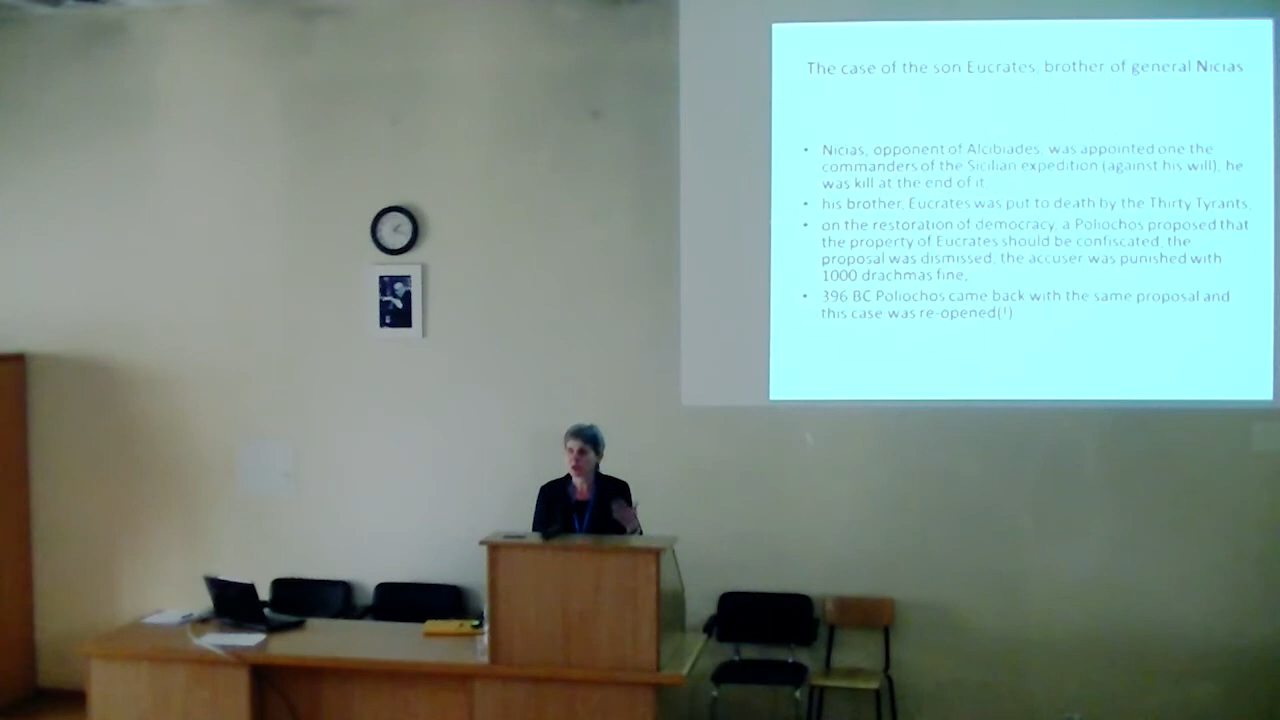 The case of the son Eucrates, brother of general Nicias
• Nicias, opponent of Alcibiades, was appointed one the
commanders of the Sicilian expedition (against his will), he
was kill at the end of it.
• his brother, Eucrates was put to death by the Thirty Tyrants,
• on the restoration of democracy, a Poliochos proposed that
the property of Eucrates should be confiscated, the
proposal was dismissed, the accuser was punished with
1000 drachmas fine,
• 396 BC Poliochos came back with the same proposal and
this case was re-opened(!)